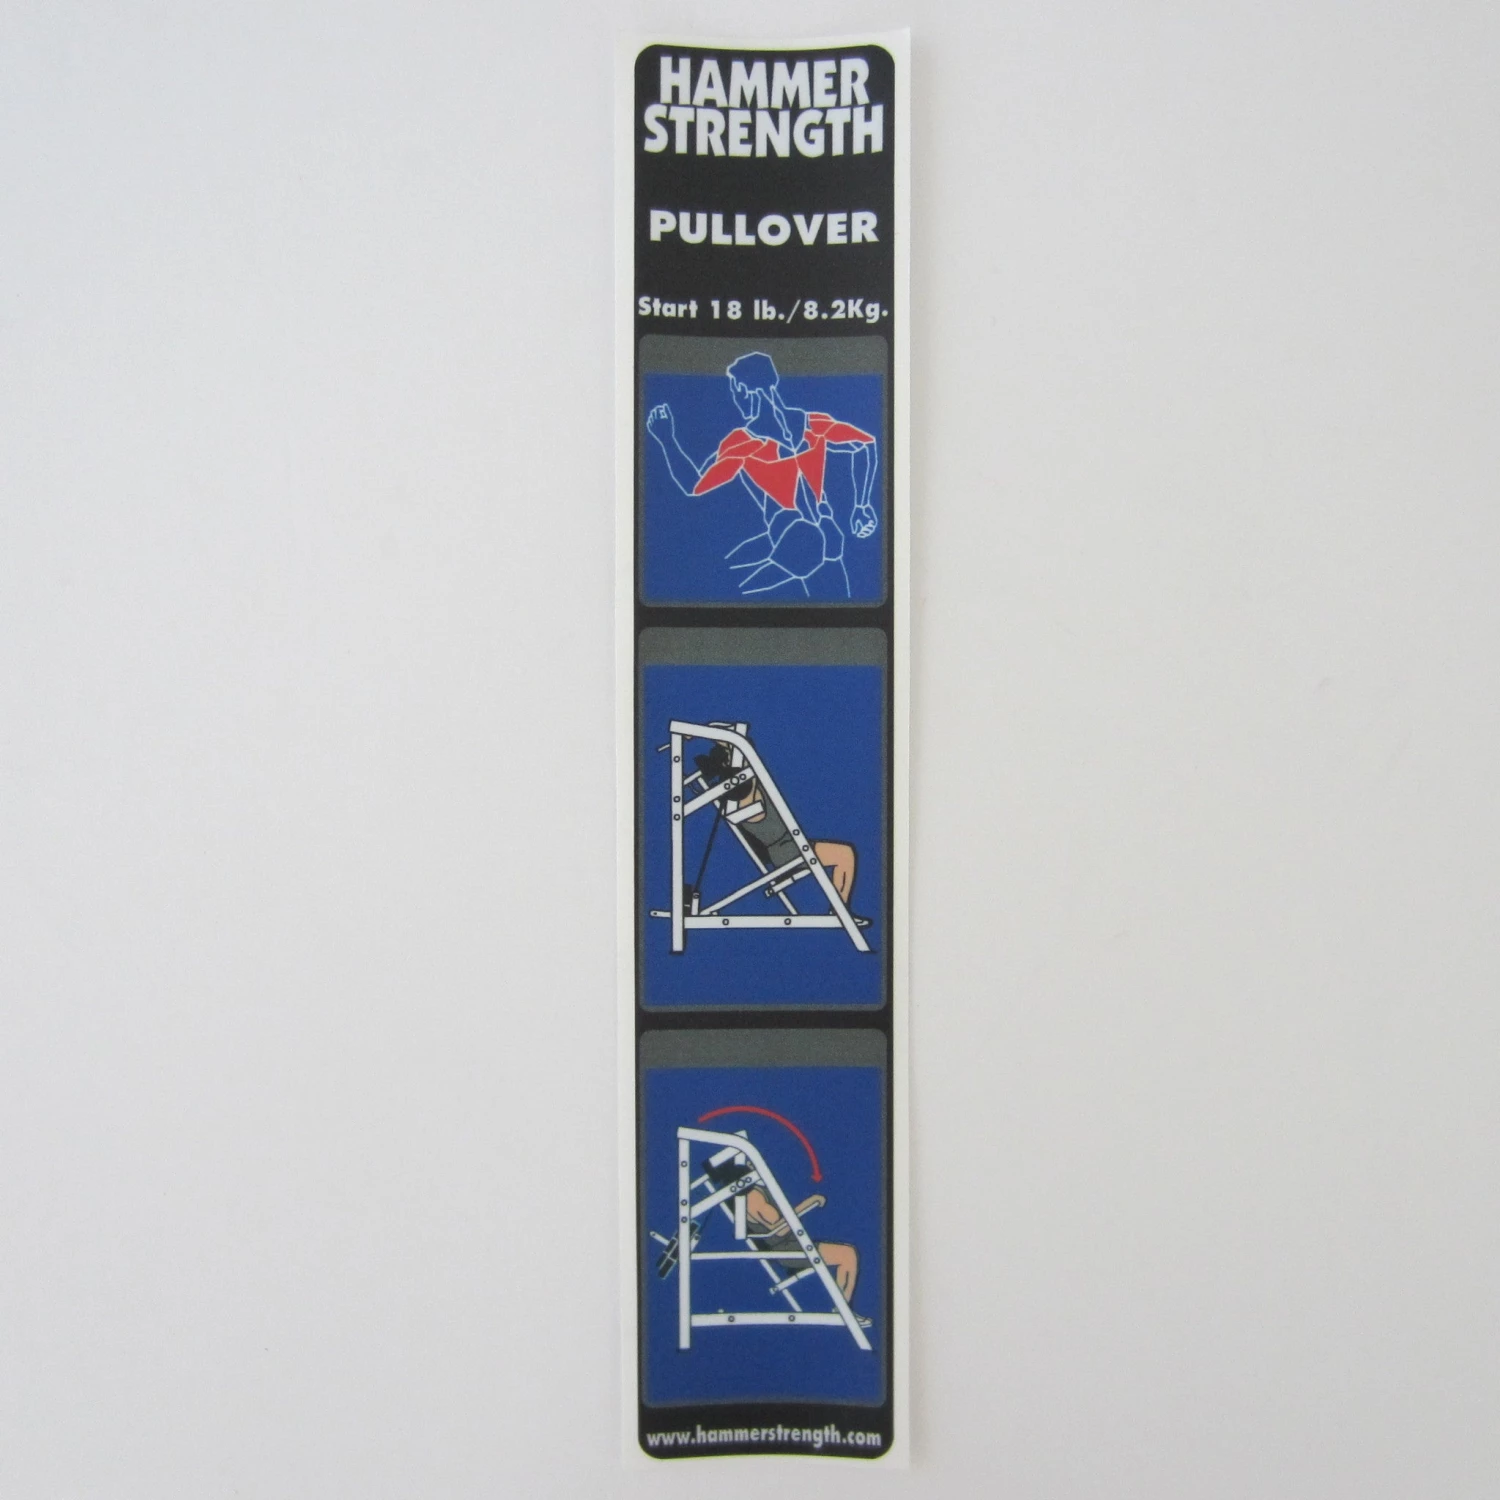 HAMMER
STRENGTH
PULLOVER
Start 18 lb./8.2Kg.
www.hammerstrength.com